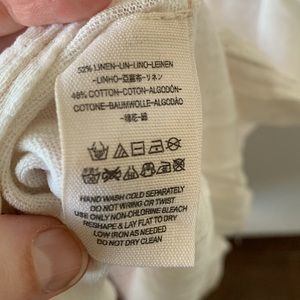 52% LINEN-LIN-LINO-LEINEN
-LINHO-亞麻布-リネン
48% COTTON-COTON-ALGODÓN-
COTONE-BAUMWOLLE-ALGODÃO
-棉花-綿
HAND WASH COLD SEPARATELY
DO NOT WRING OR TWIST
USE ONLY NON-CHLORINE BLEACH
RESHAPE & LAY FLAT TO DRY
LOW IRON AS NEEDED
DO NOT DRY CLEAN